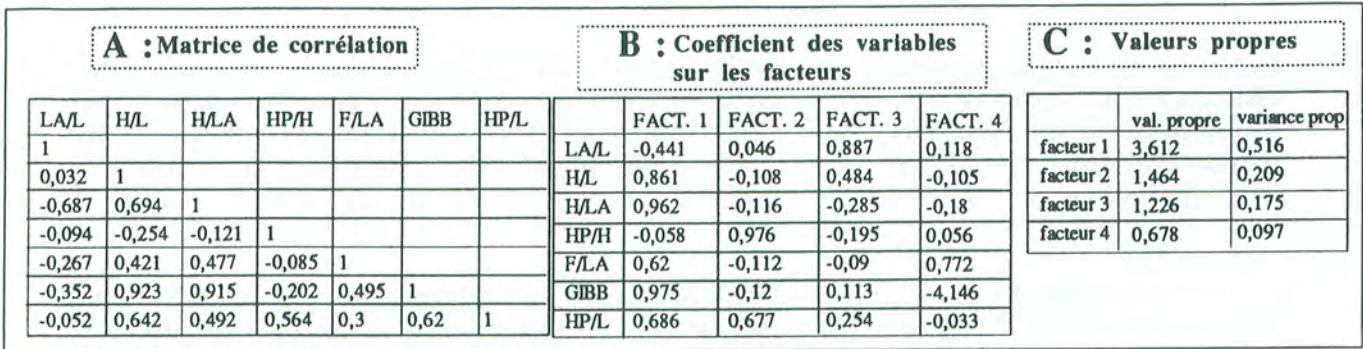 A : Matrice de corrélation
LA/L H/L H/LA HP/H F/LA GIBB HP/L
1
0,032 1
-0,687 0,694 1
-0,094 -0,254 -0,121 1
-0,267 0,421 0,477 -0,085 1
-0,352 0,923 0,915 -0,202 0,495 1
-0,052 0,642 0,492 0,564 0,3 0,62 1
B : Coefficient des variables
sur les facteurs
FACT. 1 FACT. 2 FACT. 3 FACT. 4
LA/L -0,441 0,046 0,887 0,118
H/L 0,861 -0,108 0,484 -0,105
H/LA 0,962 -0,116 -0,285 -0,18
HP/H -0,058 0,976 -0,195 0,056
F/LA 0,62 -0,112 -0,09 0,772
GIBB 0,975 -0,12 0,113 -4,146
HP/L 0,686 0,677 0,254 -0,033
C : Valeurs propres
val. propre variance prop
facteur 1 3,612 0,516
facteur 2 1,464 0,209
facteur 3 1,226 0,175
facteur 4 0,678 0,097